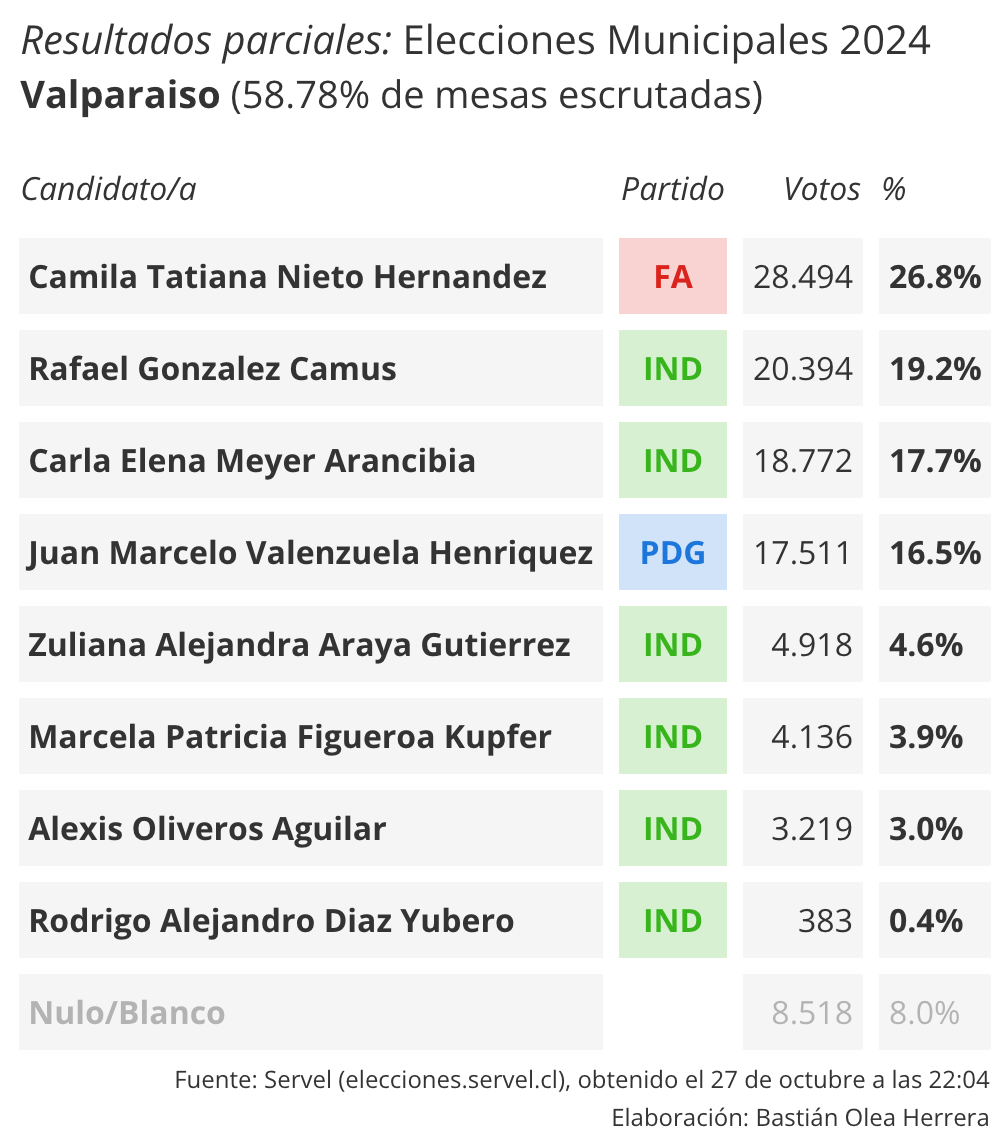 Resultados parciales: Elecciones Municipales 2024
Valparaiso (58.78% de mesas escrutadas)
Candidato/a Partido Votos %
Camila Tatiana Nieto Hernandez FA 28.494 26.8%
Rafael Gonzalez Camus IND 20.394 19.2%
Carla Elena Meyer Arancibia IND 18.772 17.7%
Juan Marcelo Valenzuela Henriquez PDG 17.511 16.5%
Zuliana Alejandra Araya Gutierrez IND 4.918 4.6%
Marcela Patricia Figueroa Kupfer IND 4.136 3.9%
Alexis Oliveros Aguilar IND 3.219 3.0%
Rodrigo Alejandro Diaz Yubero IND 383 0.4%
Nulo/Blanco 8.518 8.0%
Fuente: Servel (elecciones.servel.cl), obtenido el 27 de octubre a las 22:04
Elaboración: Bastián Olea Herrera